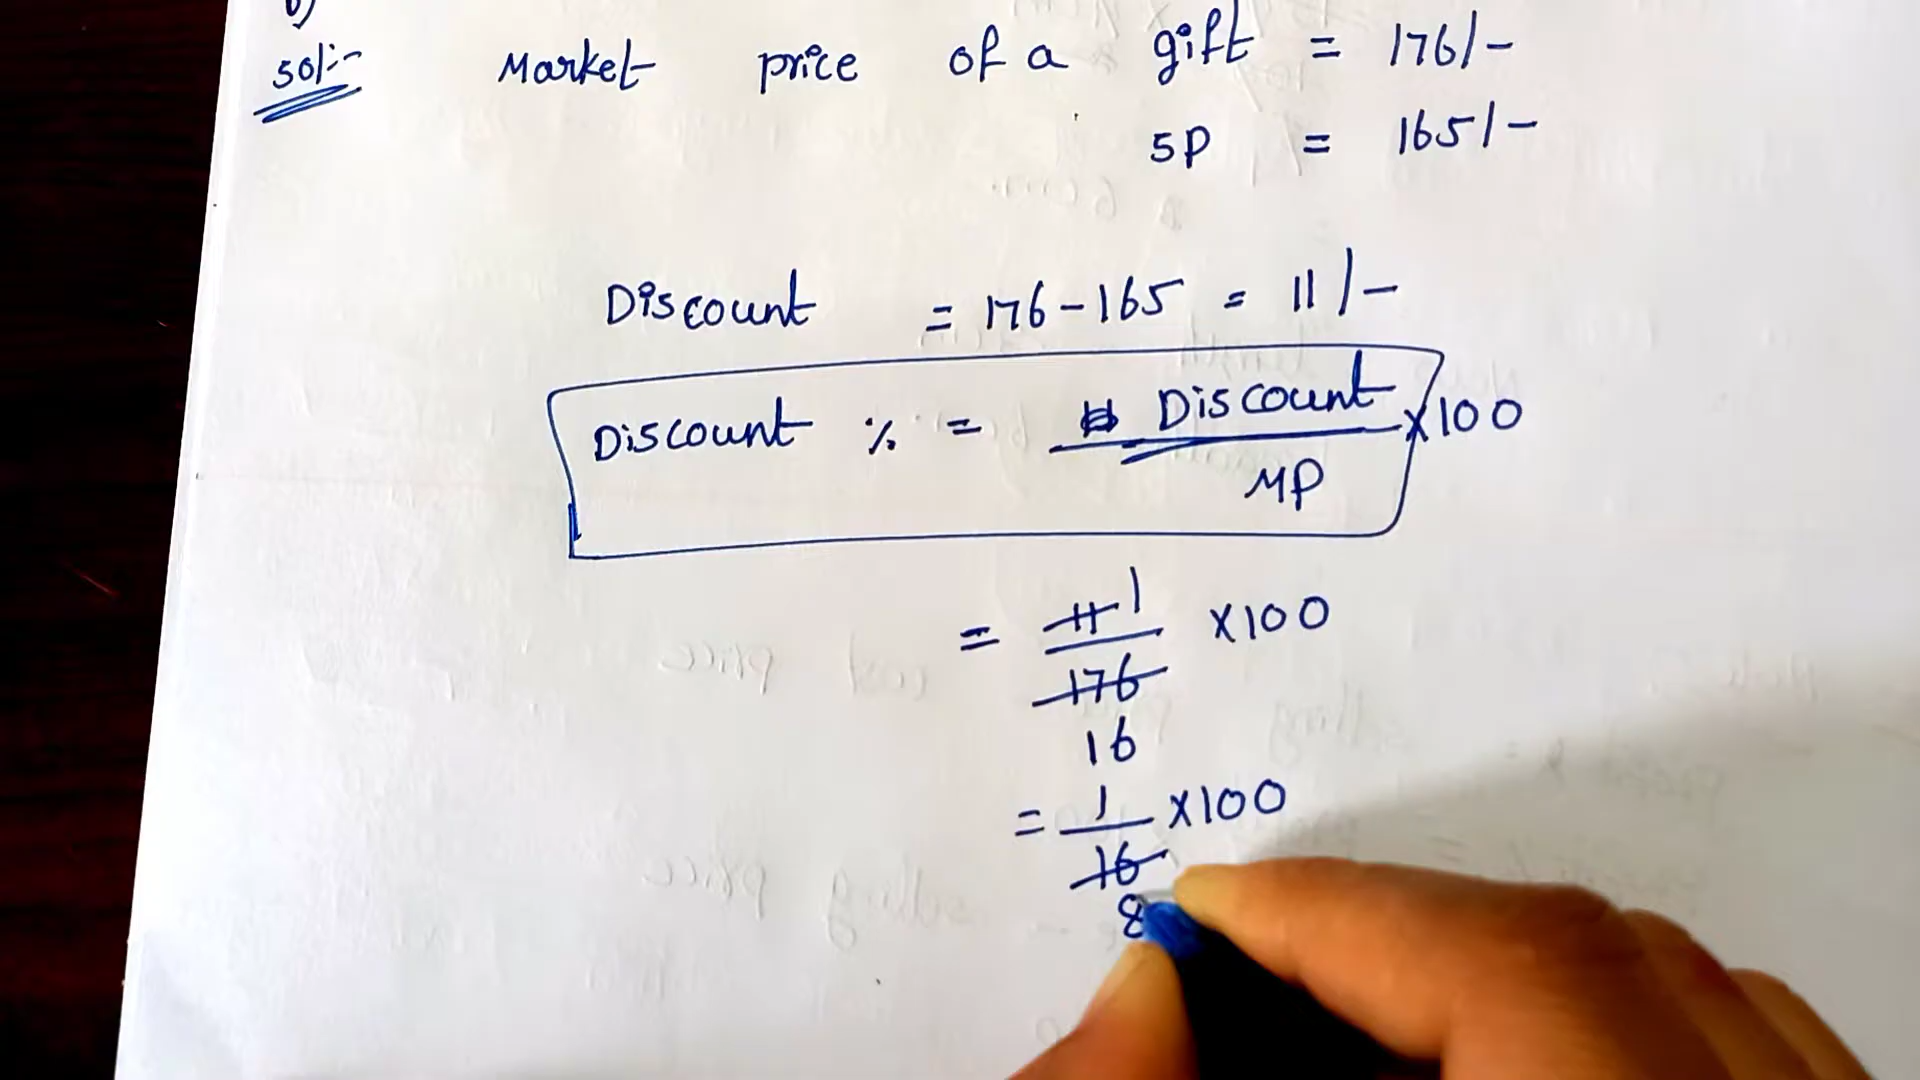 b)
sol:- Market price of a gift = 176/-
SP = 165/-
Discount = 176-165 = 11/-
Discount % = Discount/MP ×100
= 11/176 1/16 ×100
= 1/16 ×100
8